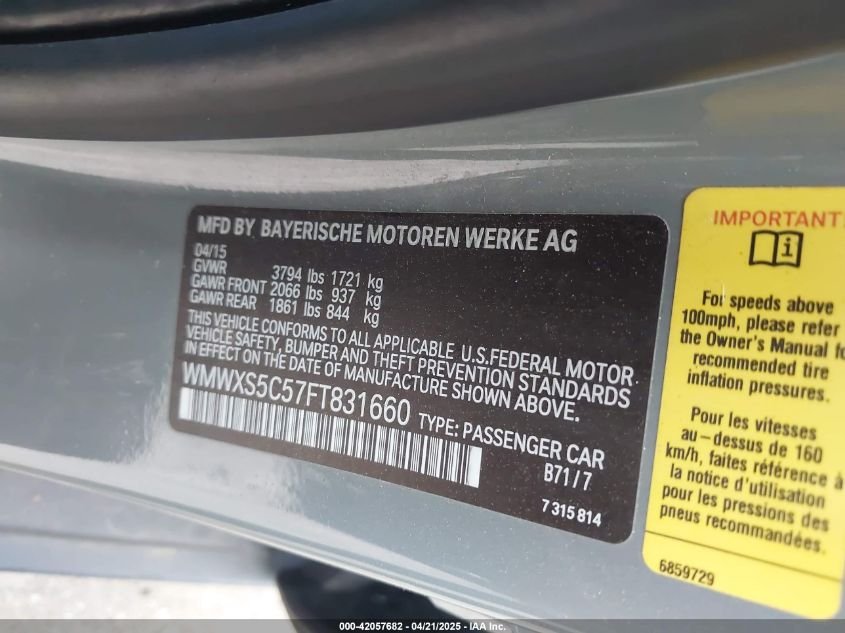 MFD BY BAYERISCHE MOTOREN WERKE AG
04/15
GVWR 3794 lbs 1721 kg
GAWR FRONT 2066 lbs 937 kg
GAWR REAR 1861 lbs 844 kg
THIS VEHICLE CONFORMS TO ALL APPLICABLE U.S.FEDERAL MOTOR
VEHICLE SAFETY, BUMPER AND THEFT PREVENTION STANDARDS
IN EFFECT ON THE DATE OF MANUFACTURE SHOWN ABOVE.
WMWXS5C57FT831660 TYPE: PASSENGER CAR
B71/7
7 315 814
IMPORTANT
For speeds above
100mph, please refer
the Owner's Manual fo
recommended tire
inflation pressures.
Pour les vitesses
au-dessus de 160
km/h, faites référence à
la notice d'utilisation
pour les pressions des
pneus recommandées.
6859729
000-42057682 - 04/21/2025 - IAA Inc.